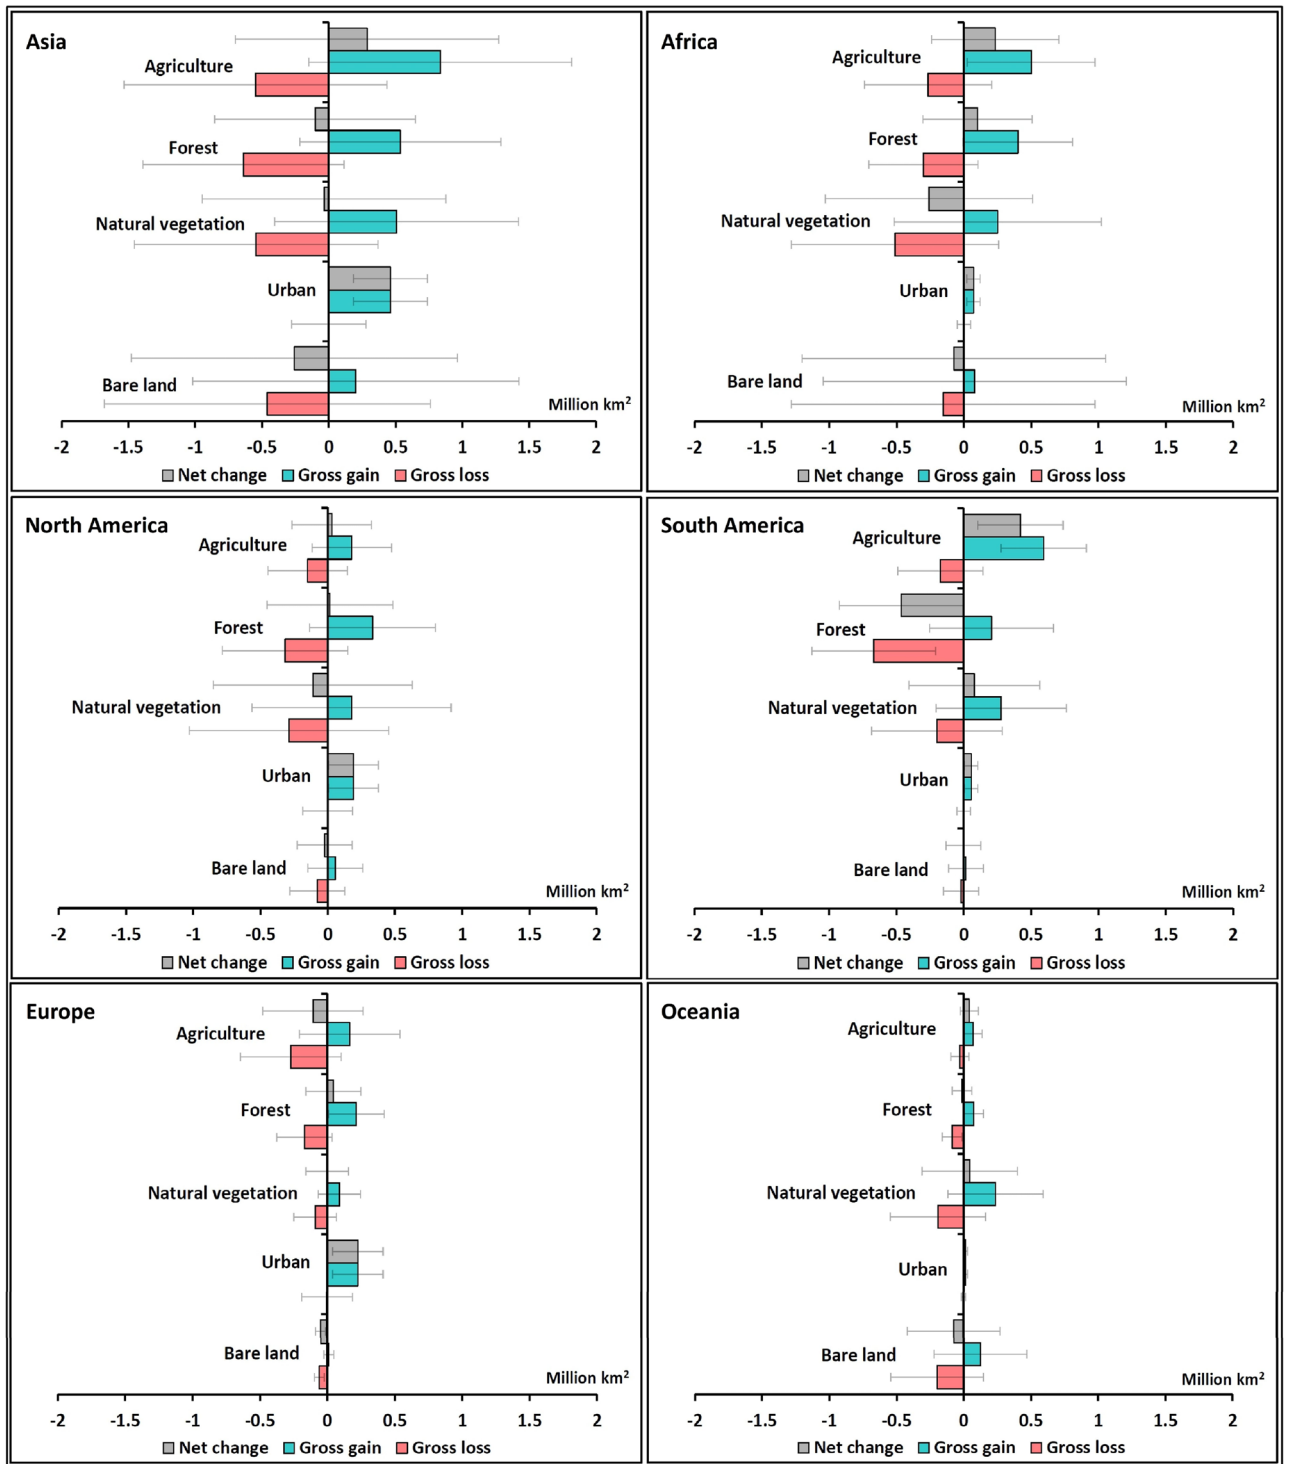 Asia
Agriculture
Forest
Natural vegetation
Urban
Bare land
Million km²
-2 -1.5 -1 -0.5 0 0.5 1 1.5 2
Net change Gross gain Gross loss
Africa
Agriculture
Forest
Natural vegetation
Urban
Bare land
Million km²
-2 -1.5 -1 -0.5 0 0.5 1 1.5 2
Net change Gross gain Gross loss
North America
Agriculture
Forest
Natural vegetation
Urban
Bare land
Million km²
-2 -1.5 -1 -0.5 0 0.5 1 1.5 2
Net change Gross gain Gross loss
South America
Agriculture
Forest
Natural vegetation
Urban
Bare land
Million km²
-2 -1.5 -1 -0.5 0 0.5 1 1.5 2
Net change Gross gain Gross loss
Europe
Agriculture
Forest
Natural vegetation
Urban
Bare land
Million km²
-2 -1.5 -1 -0.5 0 0.5 1 1.5 2
Net change Gross gain Gross loss
Oceania
Agriculture
Forest
Natural vegetation
Urban
Bare land
Million km²
-2 -1.5 -1 -0.5 0 0.5 1 1.5 2
Net change Gross gain Gross loss